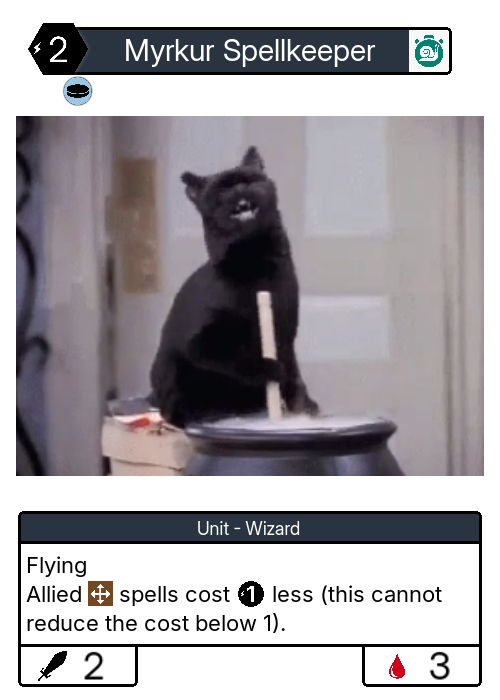 2 Myrkur Spellkeeper
Unit - Wizard
Flying
Allied spells cost 1 less (this cannot
reduce the cost below 1).
2 3